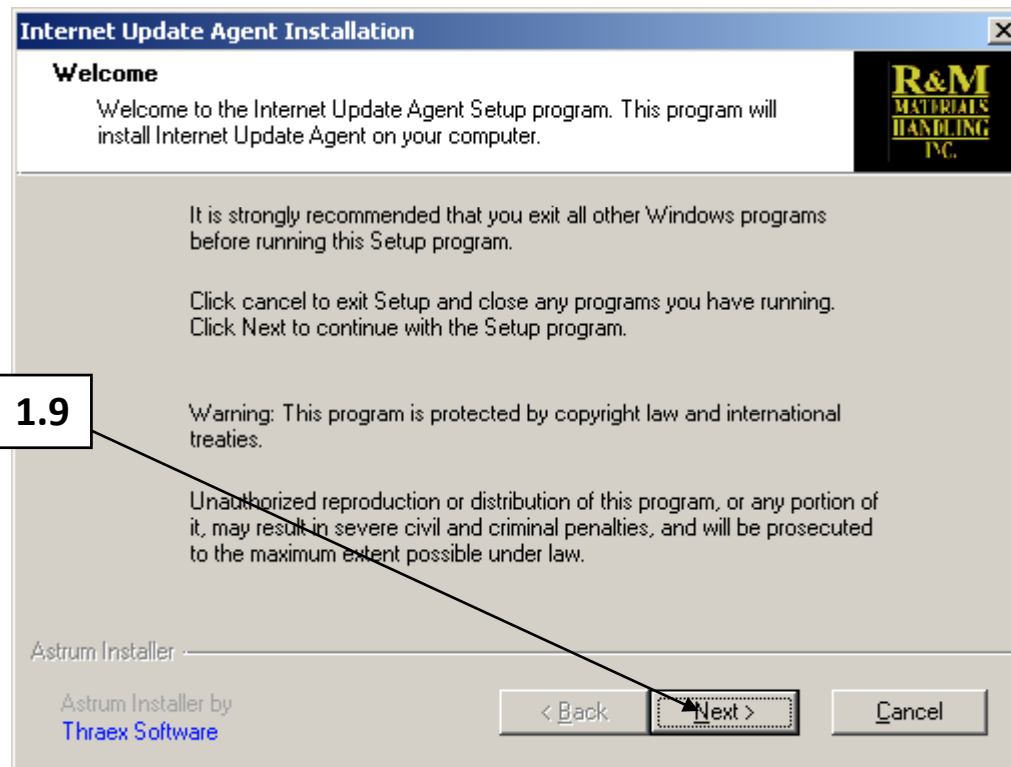 Internet Update Agent Installation
Welcome
Welcome to the Internet Update Agent Setup program. This program will
install Internet Update Agent on your computer.
R&M
MATERIALS
HANDLING
INC.
It is strongly recommended that you exit all other Windows programs
before running this Setup program.
Click cancel to exit Setup and close any programs you have running.
Click Next to continue with the Setup program.
1.9
Warning: This program is protected by copyright law and international
treaties.
Unauthorized reproduction or distribution of this program, or any portion of
it, may result in severe civil and criminal penalties, and will be prosecuted
to the maximum extent possible under law.
Astrum Installer
Astrum Installer by
Thraex Software
< Back
Next >
Cancel